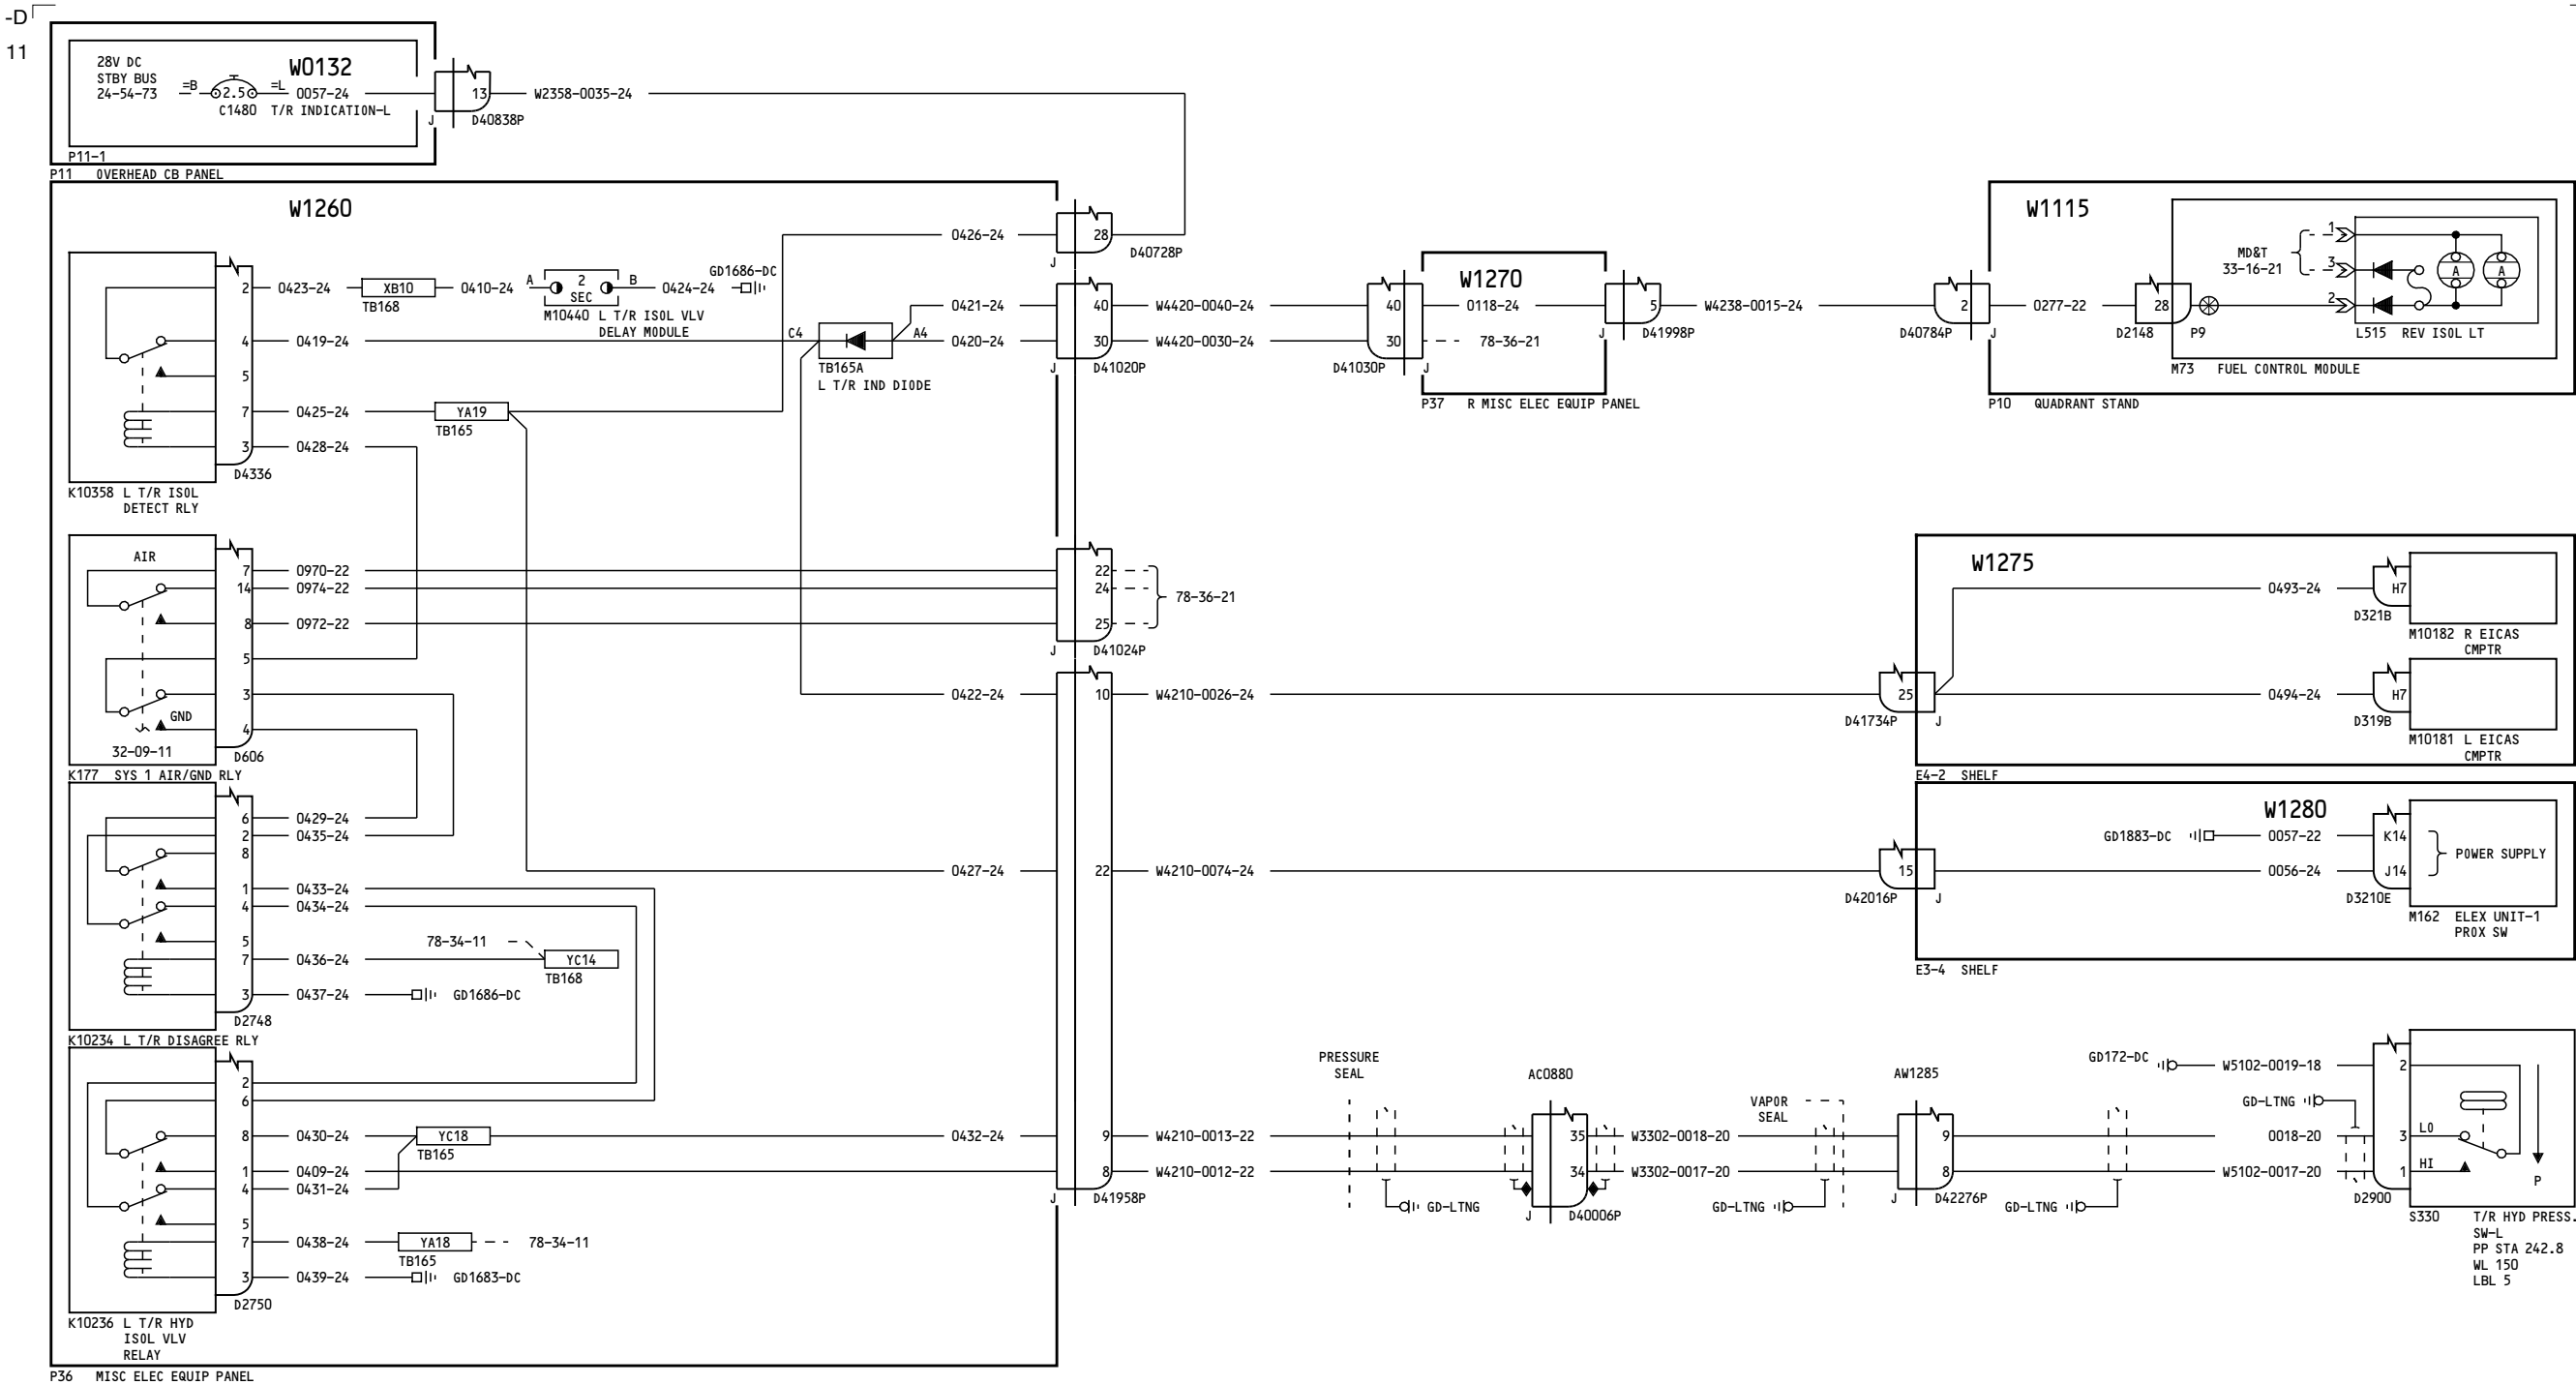 -D
11
28V DC
STBY BUS
24-54-73
=B
2.5
=L
C1480
W0132
0057-24
T/R INDICATION-L
13
J
D40838P
W2358-0035-24
P11-1
P11 OVERHEAD CB PANEL
W1260
2
0423-24
XB10
TB168
0410-24
A
2
SEC
B
M10440 L T/R ISOL VLV
DELAY MODULE
0424-24
GD1686-DC
4
0419-24
C4
A4
TB165A
L T/R IND DIODE
5
7
0425-24
YA19
TB165
3
0428-24
D4336
K10358 L T/R ISOL
DETECT RLY
0426-24
28
J
D40728P
0421-24
40
W4420-0040-24
0420-24
30
W4420-0030-24
J
D41020P
40
30
D41030P
J
W1270
0118-24
78-36-21
P37 R MISC ELEC EQUIP PANEL
5
J
D41998P
W4238-0015-24
2
D40784P
J
W1115
0277-22
28
D2148
P9
MD&T
33-16-21
1
3
2
A
A
L515 REV ISOL LT
M73 FUEL CONTROL MODULE
P10 QUADRANT STAND
AIR
7
0970-22
14
0974-22
8
0972-22
5
3
GND
4
32-09-11
D606
K177 SYS 1 AIR/GND RLY
22
24
25
78-36-21
J
D41024P
0422-24
10
W4210-0026-24
25
D41734P
J
W1275
0493-24
H7
D321B
M10182 R EICAS
CMPTR
0494-24
H7
D319B
M10181 L EICAS
CMPTR
E4-2 SHELF
6
0429-24
2
0435-24
8
1
0433-24
4
0434-24
5
7
0436-24
78-34-11
YC14
TB168
3
0437-24
GD1686-DC
D2748
K10234 L T/R DISAGREE RLY
0427-24
22
W4210-0074-24
15
D42016P
J
W1280
GD1883-DC
0057-22
K14
0056-24
J14
POWER SUPPLY
D3210E
M162 ELEX UNIT-1
PROX SW
E3-4 SHELF
2
6
8
0430-24
YC18
TB165
0432-24
9
W4210-0013-22
1
0409-24
8
W4210-0012-22
4
0431-24
J
D41958P
5
7
0438-24
YA18
TB165
78-34-11
3
0439-24
GD1683-DC
D2750
K10236 L T/R HYD
ISOL VLV
RELAY
P36 MISC ELEC EQUIP PANEL
PRESSURE
SEAL
GD-LTNG
AC0880
35
34
J
D40006P
W3302-0018-20
W3302-0017-20
VAPOR
SEAL
GD-LTNG
AW1285
9
8
J
D42276P
GD-LTNG
GD172-DC
W5102-0019-18
GD-LTNG
0018-20
W5102-0017-20
2
3
1
D2900
LO
HI
P
S330 T/R HYD PRESS.
SW-L
PP STA 242.8
WL 150
LBL 5